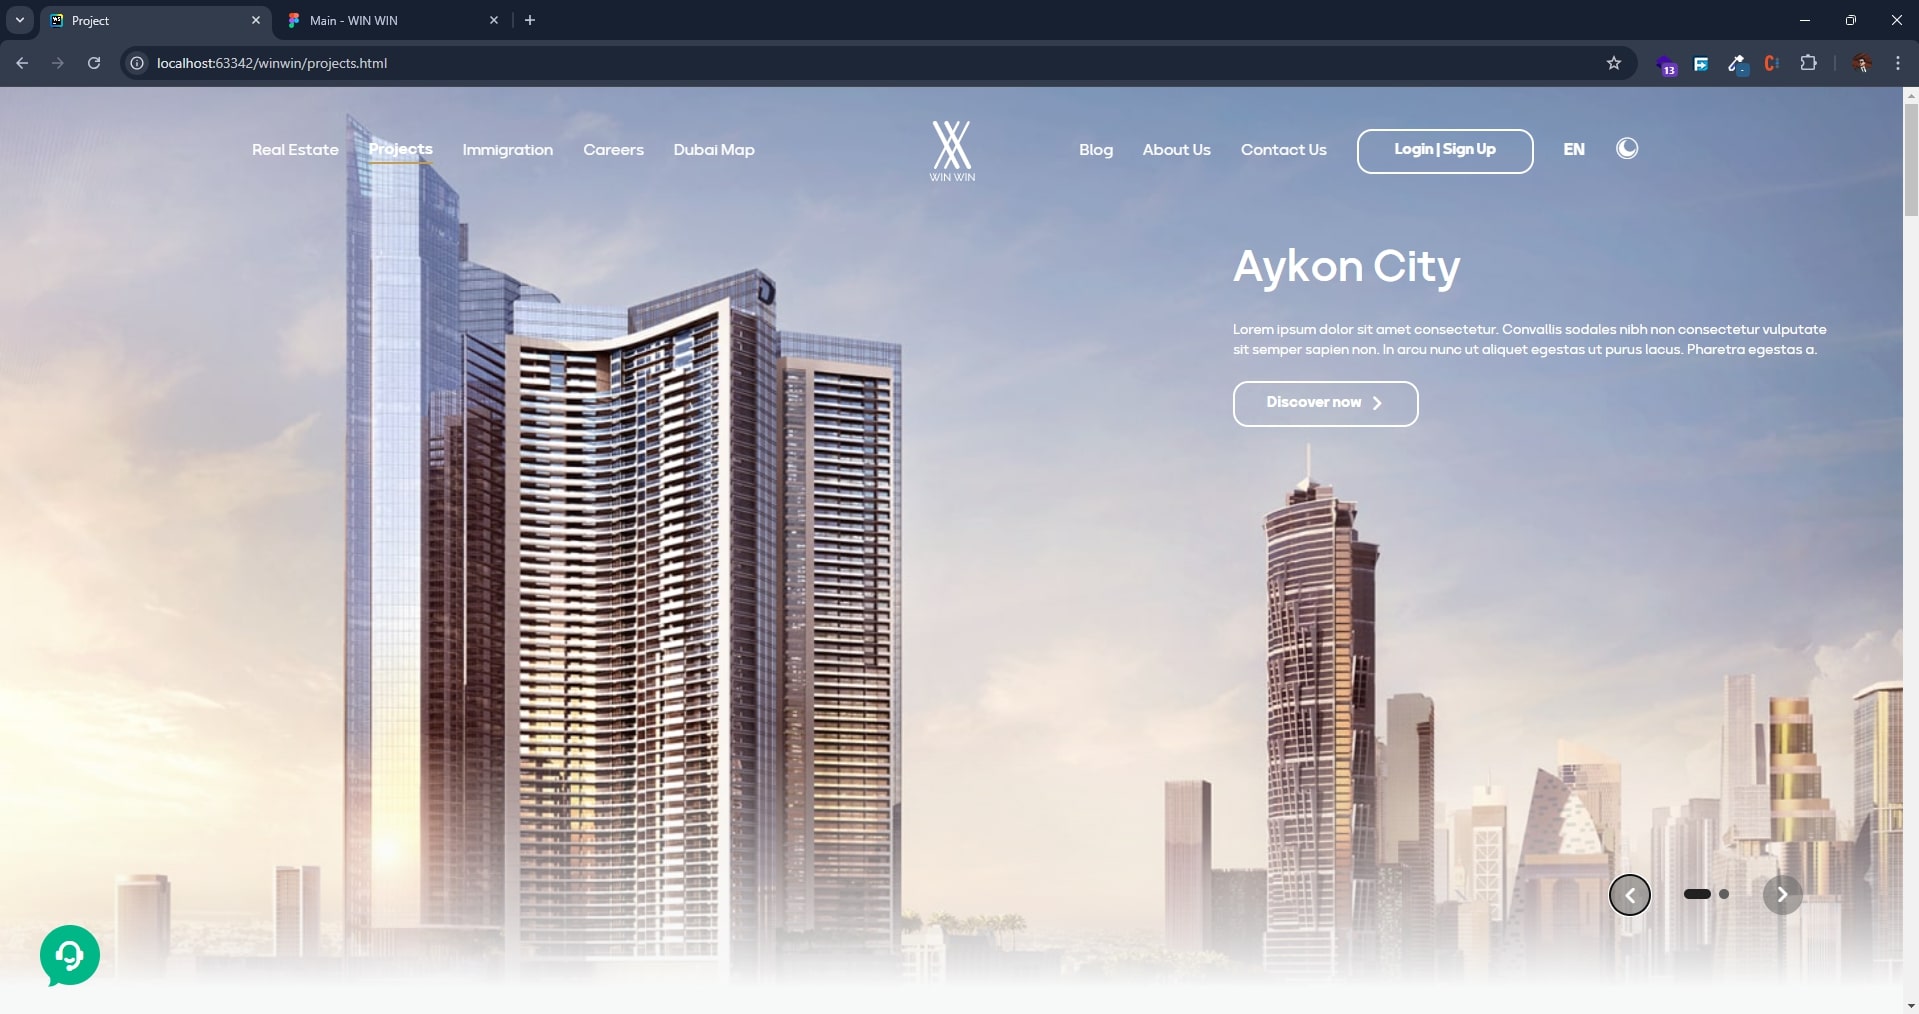 Project
Main - WIN WIN
localhost:63342/winwin/projects.html
13
Real Estate
Projects
Immigration
Careers
Dubai Map
WIN WIN
Blog
About Us
Contact Us
Login | Sign Up
EN
Aykon City
Lorem ipsum dolor sit amet consectetur. Convallis sodales nibh non consectetur vulputate
sit semper sapien non. In arcu nunc ut aliquet egestas ut purus lacus. Pharetra egestas a.
Discover now